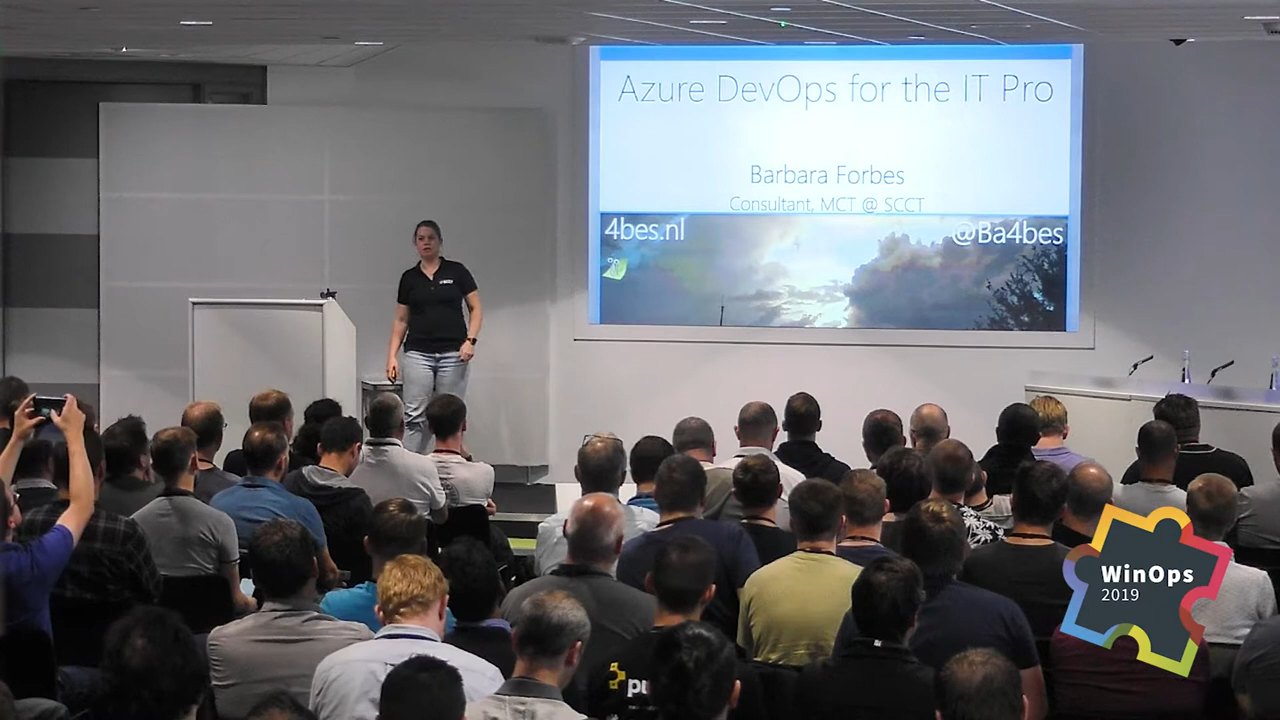 Azure DevOps for the IT Pro
Barbara Forbes
Consultant, MCT @ SCCT
4bes.nl
@Ba4bes
WinOps
2019